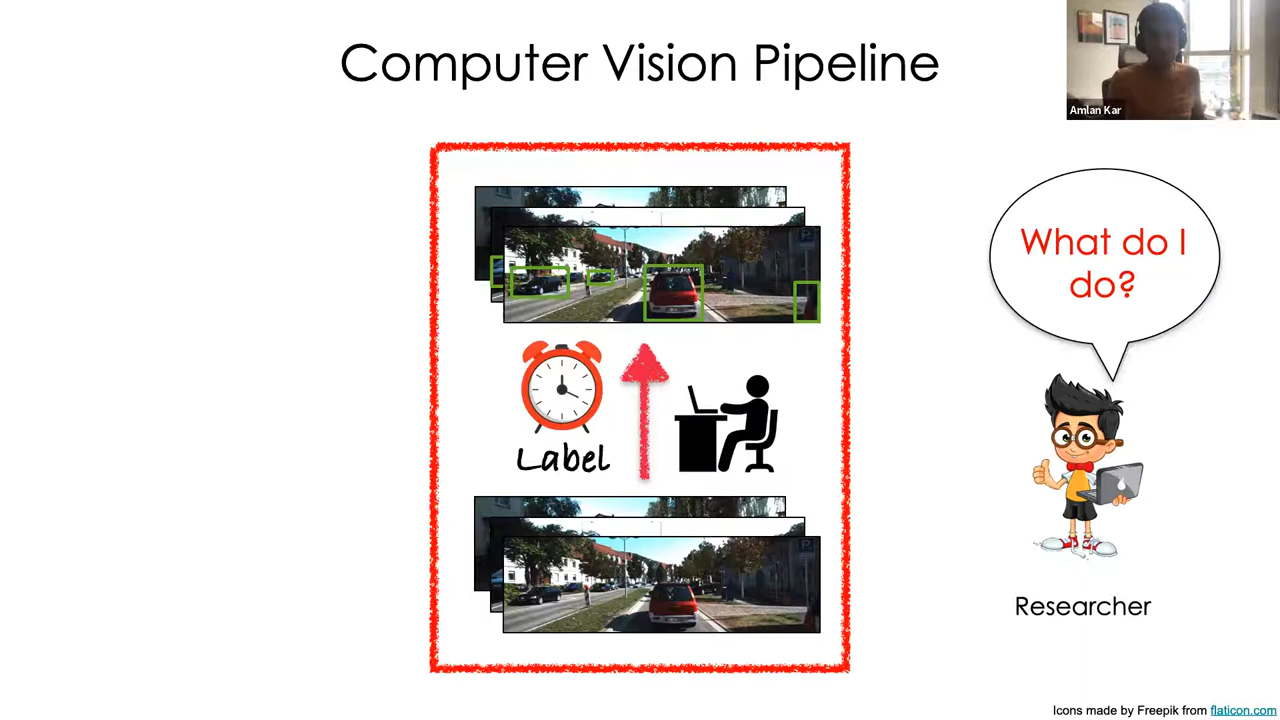 Computer Vision Pipeline
Amlan Kar
What do I
do?
Label
Researcher
Icons made by Freepik from flaticon.com